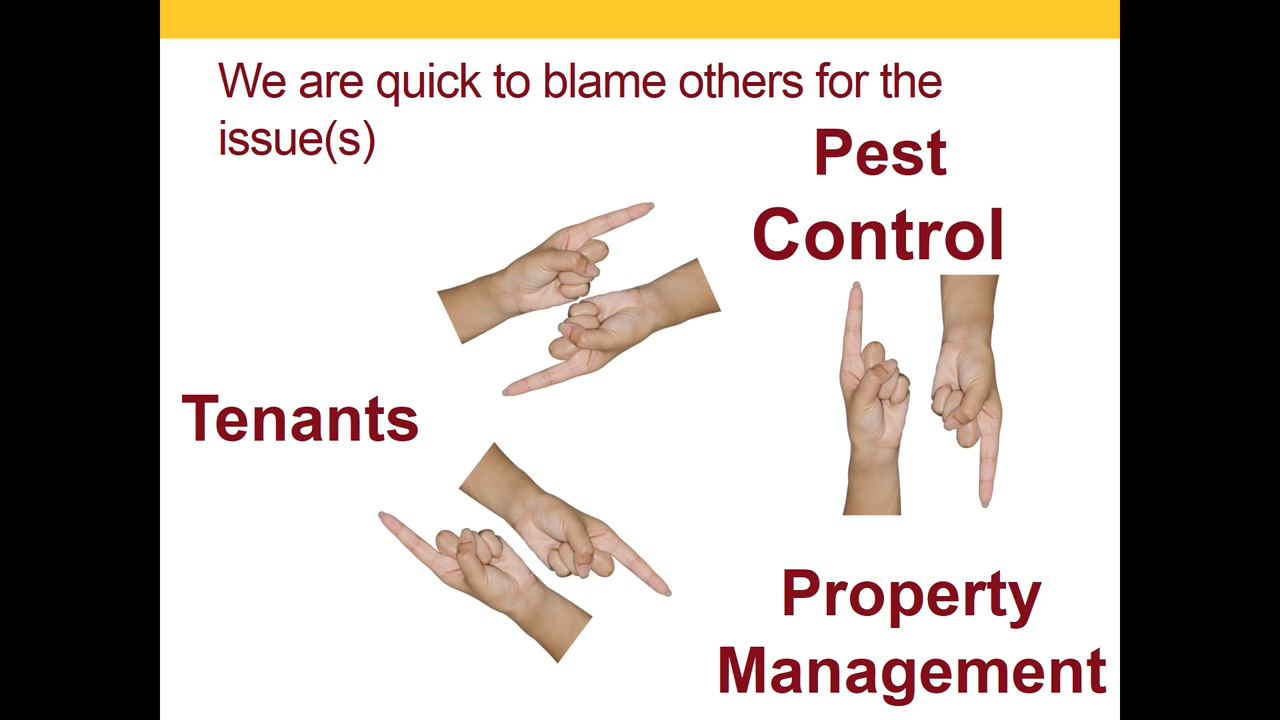 We are quick to blame others for the
issue(s)
Pest
Control
Tenants
Property
Management